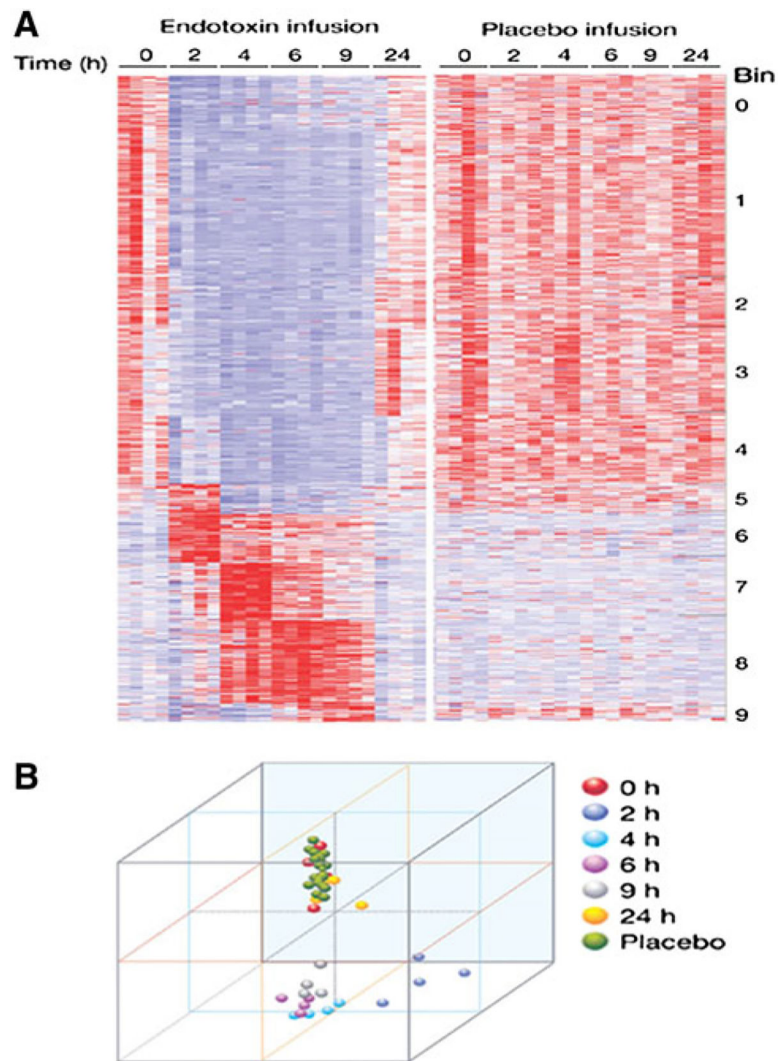 A
Endotoxin infusion
Placebo infusion
Time (h)
0 2 4 6 9 24
0 2 4 6 9 24
Bin
0
1
2
3
4
5
6
7
8
9
B
0 h
2 h
4 h
6 h
9 h
24 h
Placebo